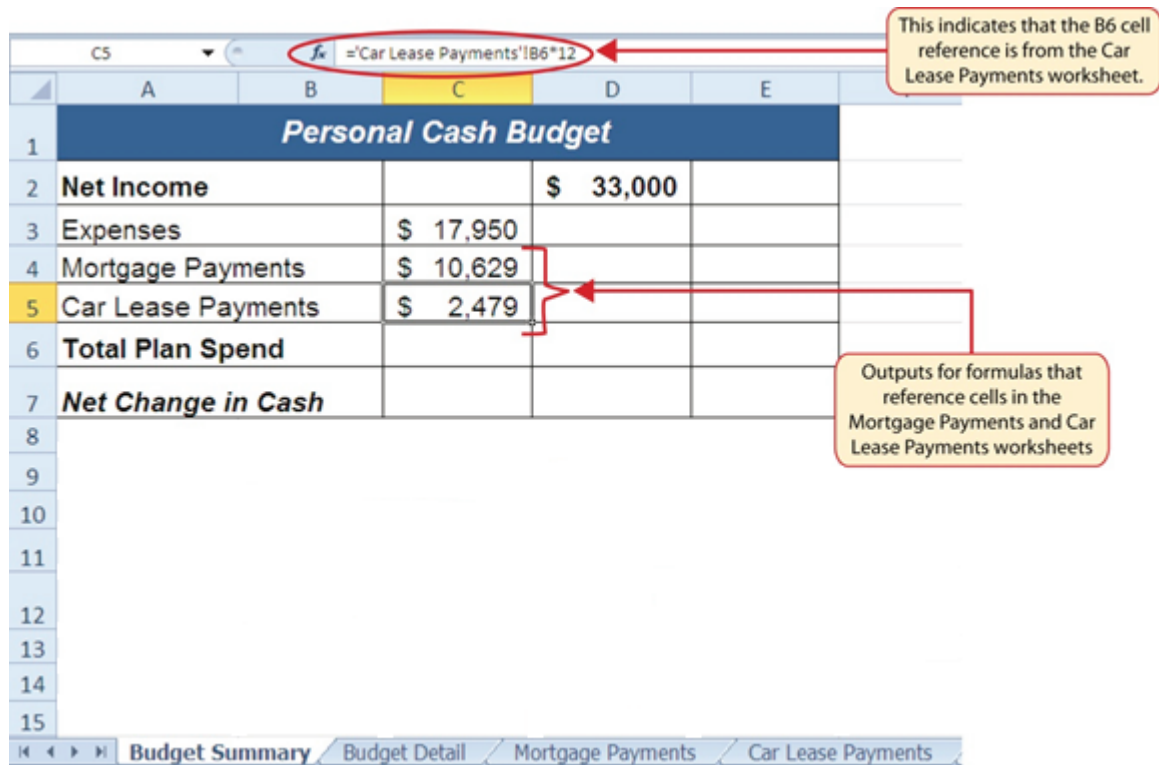 This indicates that the B6 cell
reference is from the Car
Lease Payments worksheet.
C5 fx ='Car Lease Payments'!B6*12
A B C D E
1 Personal Cash Budget
2 Net Income $ 33,000
3 Expenses $ 17,950
4 Mortgage Payments $ 10,629
5 Car Lease Payments $ 2,479
6 Total Plan Spend
7 Net Change in Cash
Outputs for formulas that
reference cells in the
Mortgage Payments and Car
Lease Payments worksheets
8
9
10
11
12
13
14
15
Budget Summary Budget Detail Mortgage Payments Car Lease Payments